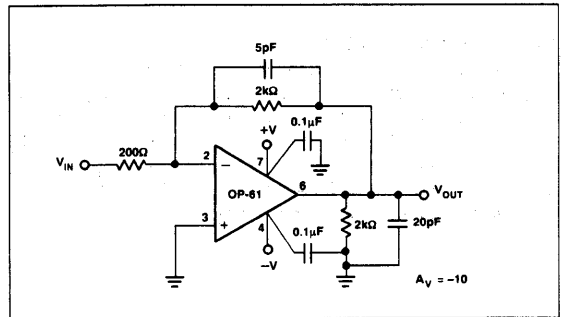 5pF
2kΩ
0.1μF
+V
V_IN
200Ω
2
7
−
OP-61
6
V_OUT
3
+
4
0.1μF
2kΩ
20pF
−V
A_V = −10